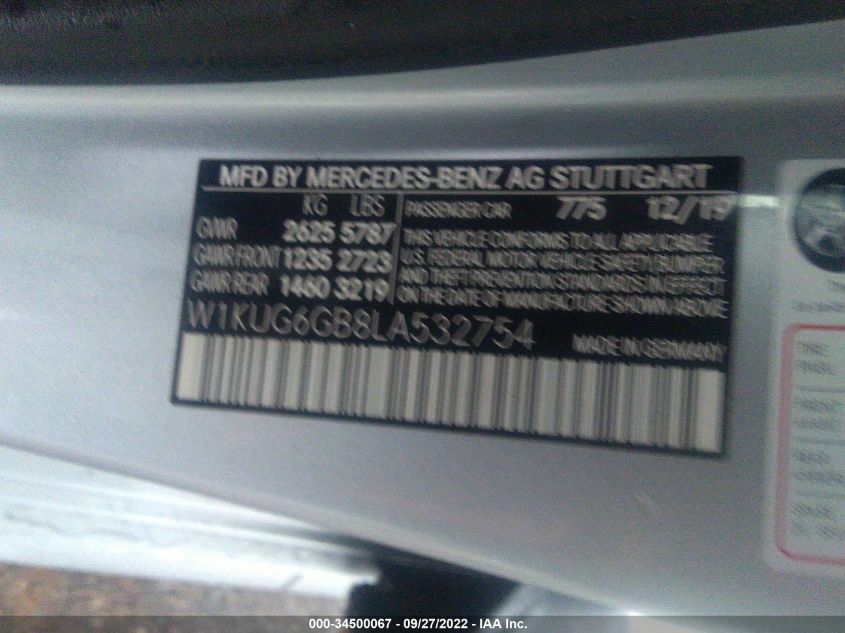 MFD BY MERCEDES-BENZ AG STUTTGART
KG LBS
GVWR 2625 5787
GAWR FRONT 1235 2723
GAWR REAR 1460 3219
PASSENGER CAR 775 12/19
THIS VEHICLE CONFORMS TO ALL APPLICABLE
U.S. FEDERAL MOTOR VEHICLE SAFETY BUMPER
AND THEFT PREVENTION STANDARDS IN EFFECT
ON THE DATE OF MANUFACTURE SHOWN ABOVE
W1KUG6GB8LA532754
MADE IN GERMANY
TIRE
000-34500067 - 09/27/2022 - IAA Inc.